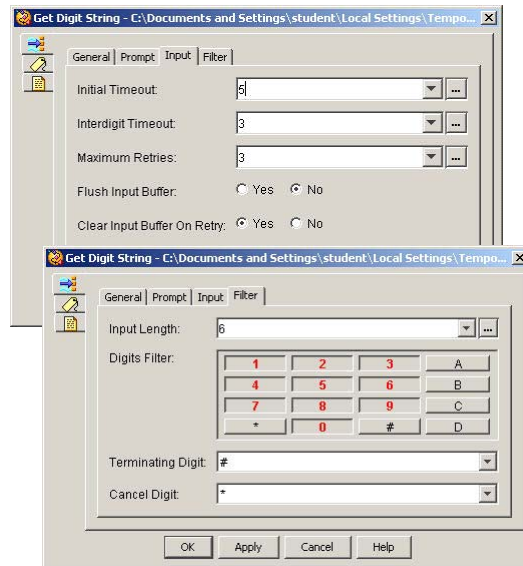 Get Digit String - C:\Documents and Settings\student\Local Settings\Tempo...
General Prompt Input Filter
Initial Timeout: 5 ...
Interdigit Timeout: 3 ...
Maximum Retries: 3 ...
Flush Input Buffer: Yes No
Clear Input Buffer On Retry: Yes No
Get Digit String - C:\Documents and Settings\student\Local Settings\Tempo...
General Prompt Input Filter
Input Length: 6 ...
Digits Filter: 1 2 3 A
4 5 6 B
7 8 9 C
* 0 # D
Terminating Digit: #
Cancel Digit: *
OK Apply Cancel Help